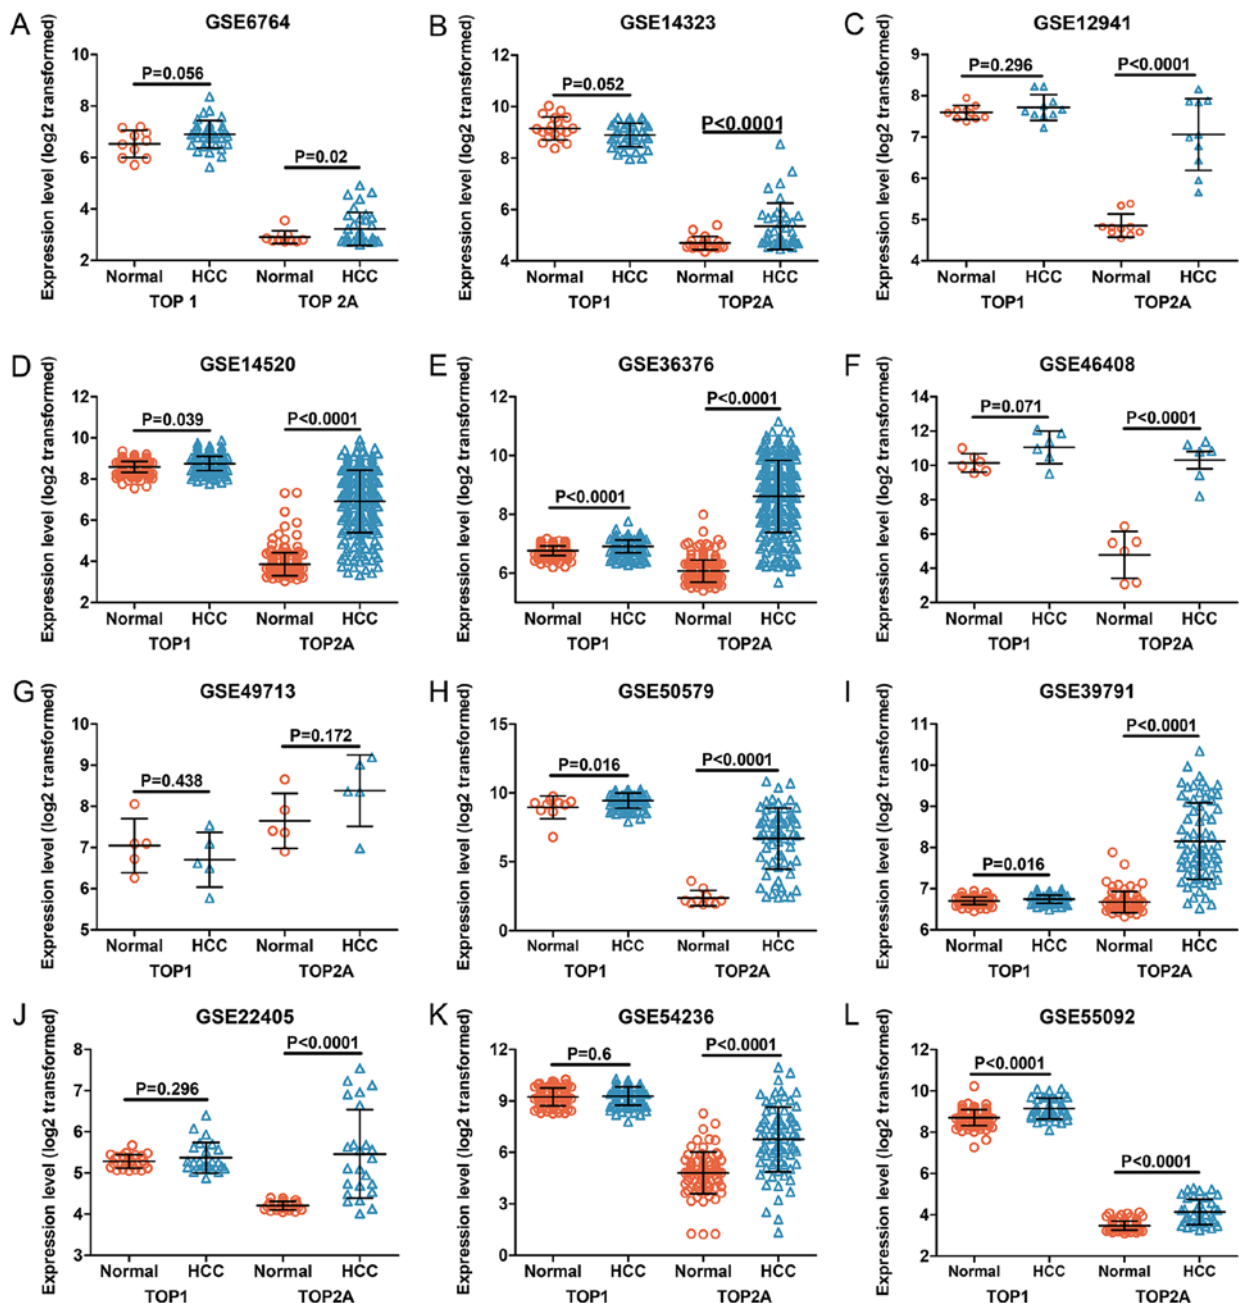 A GSE6764
Expression level (log2 transformed)
10
8
6
4
2
P=0.056
P=0.02
Normal HCC Normal HCC
TOP 1 TOP 2A
B GSE14323
Expression level (log2 transformed)
12
10
8
6
4
P=0.052
P<0.0001
Normal HCC Normal HCC
TOP1 TOP2A
C GSE12941
Expression level (log2 transformed)
9
8
7
6
5
4
P=0.296
P<0.0001
Normal HCC Normal HCC
TOP1 TOP2A
D GSE14520
Expression level (log2 transformed)
12
10
8
6
4
2
P=0.039
P<0.0001
Normal HCC Normal HCC
TOP1 TOP2A
E GSE36376
Expression level (log2 transformed)
12
10
8
6
P<0.0001
P<0.0001
Normal HCC Normal HCC
TOP1 TOP2A
F GSE46408
Expression level (log2 transformed)
14
12
10
8
6
4
2
P=0.071
P<0.0001
Normal HCC Normal HCC
TOP1 TOP2A
G GSE49713
Expression level (log2 transformed)
10
9
8
7
6
5
P=0.438
P=0.172
Normal HCC Normal HCC
TOP1 TOP2A
H GSE50579
Expression level (log2 transformed)
15
10
5
0
P=0.016
P<0.0001
Normal HCC Normal HCC
TOP1 TOP2A
I GSE39791
Expression level (log2 transformed)
11
10
9
8
7
6
P=0.016
P<0.0001
Normal HCC Normal HCC
TOP1 TOP2A
J GSE22405
Expression level (log2 transformed)
8
7
6
5
4
3
P=0.296
P<0.0001
Normal HCC Normal HCC
TOP1 TOP2A
K GSE54236
Expression level (log2 transformed)
12
9
6
3
0
P=0.6
P<0.0001
Normal HCC Normal HCC
TOP1 TOP2A
L GSE55092
Expression level (log2 transformed)
12
10
8
6
4
2
P<0.0001
P<0.0001
Normal HCC Normal HCC
TOP1 TOP2A